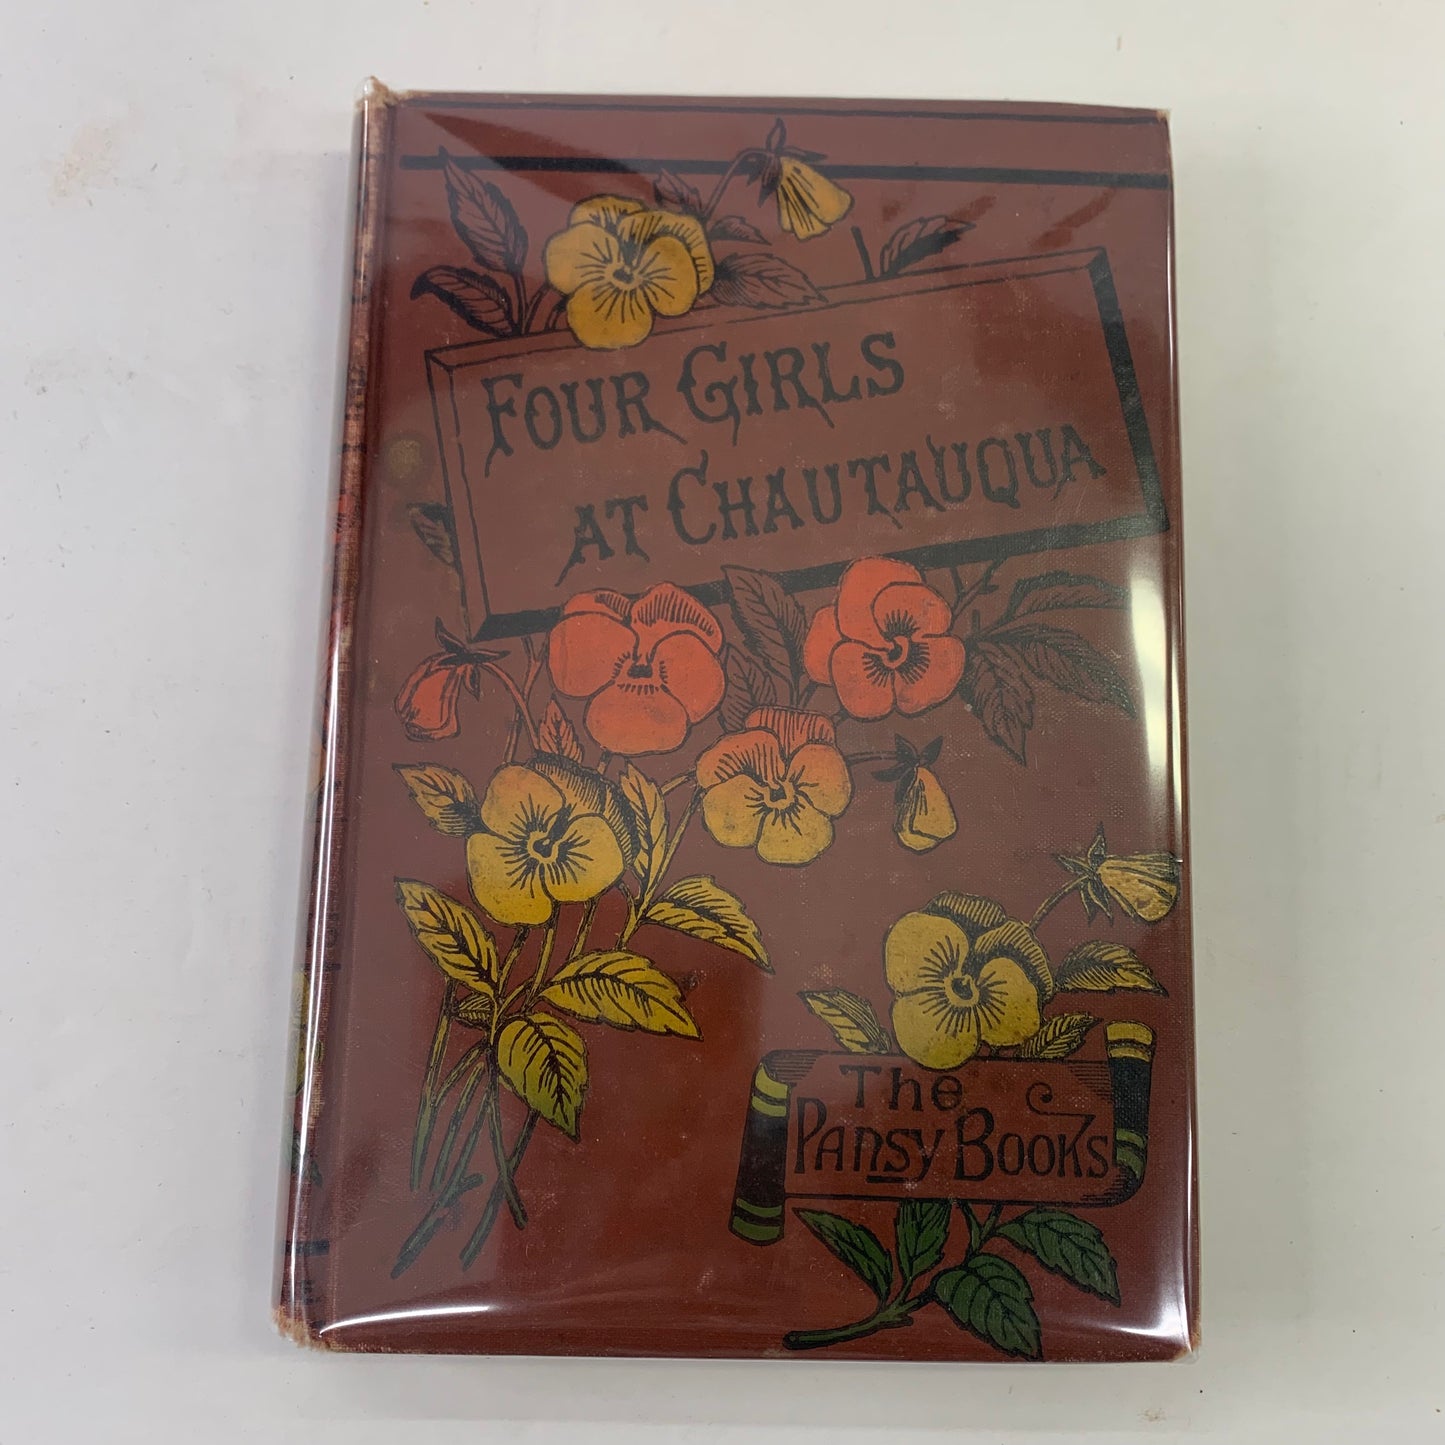 Four Girls
at Chautauqua
The
Pansy Books